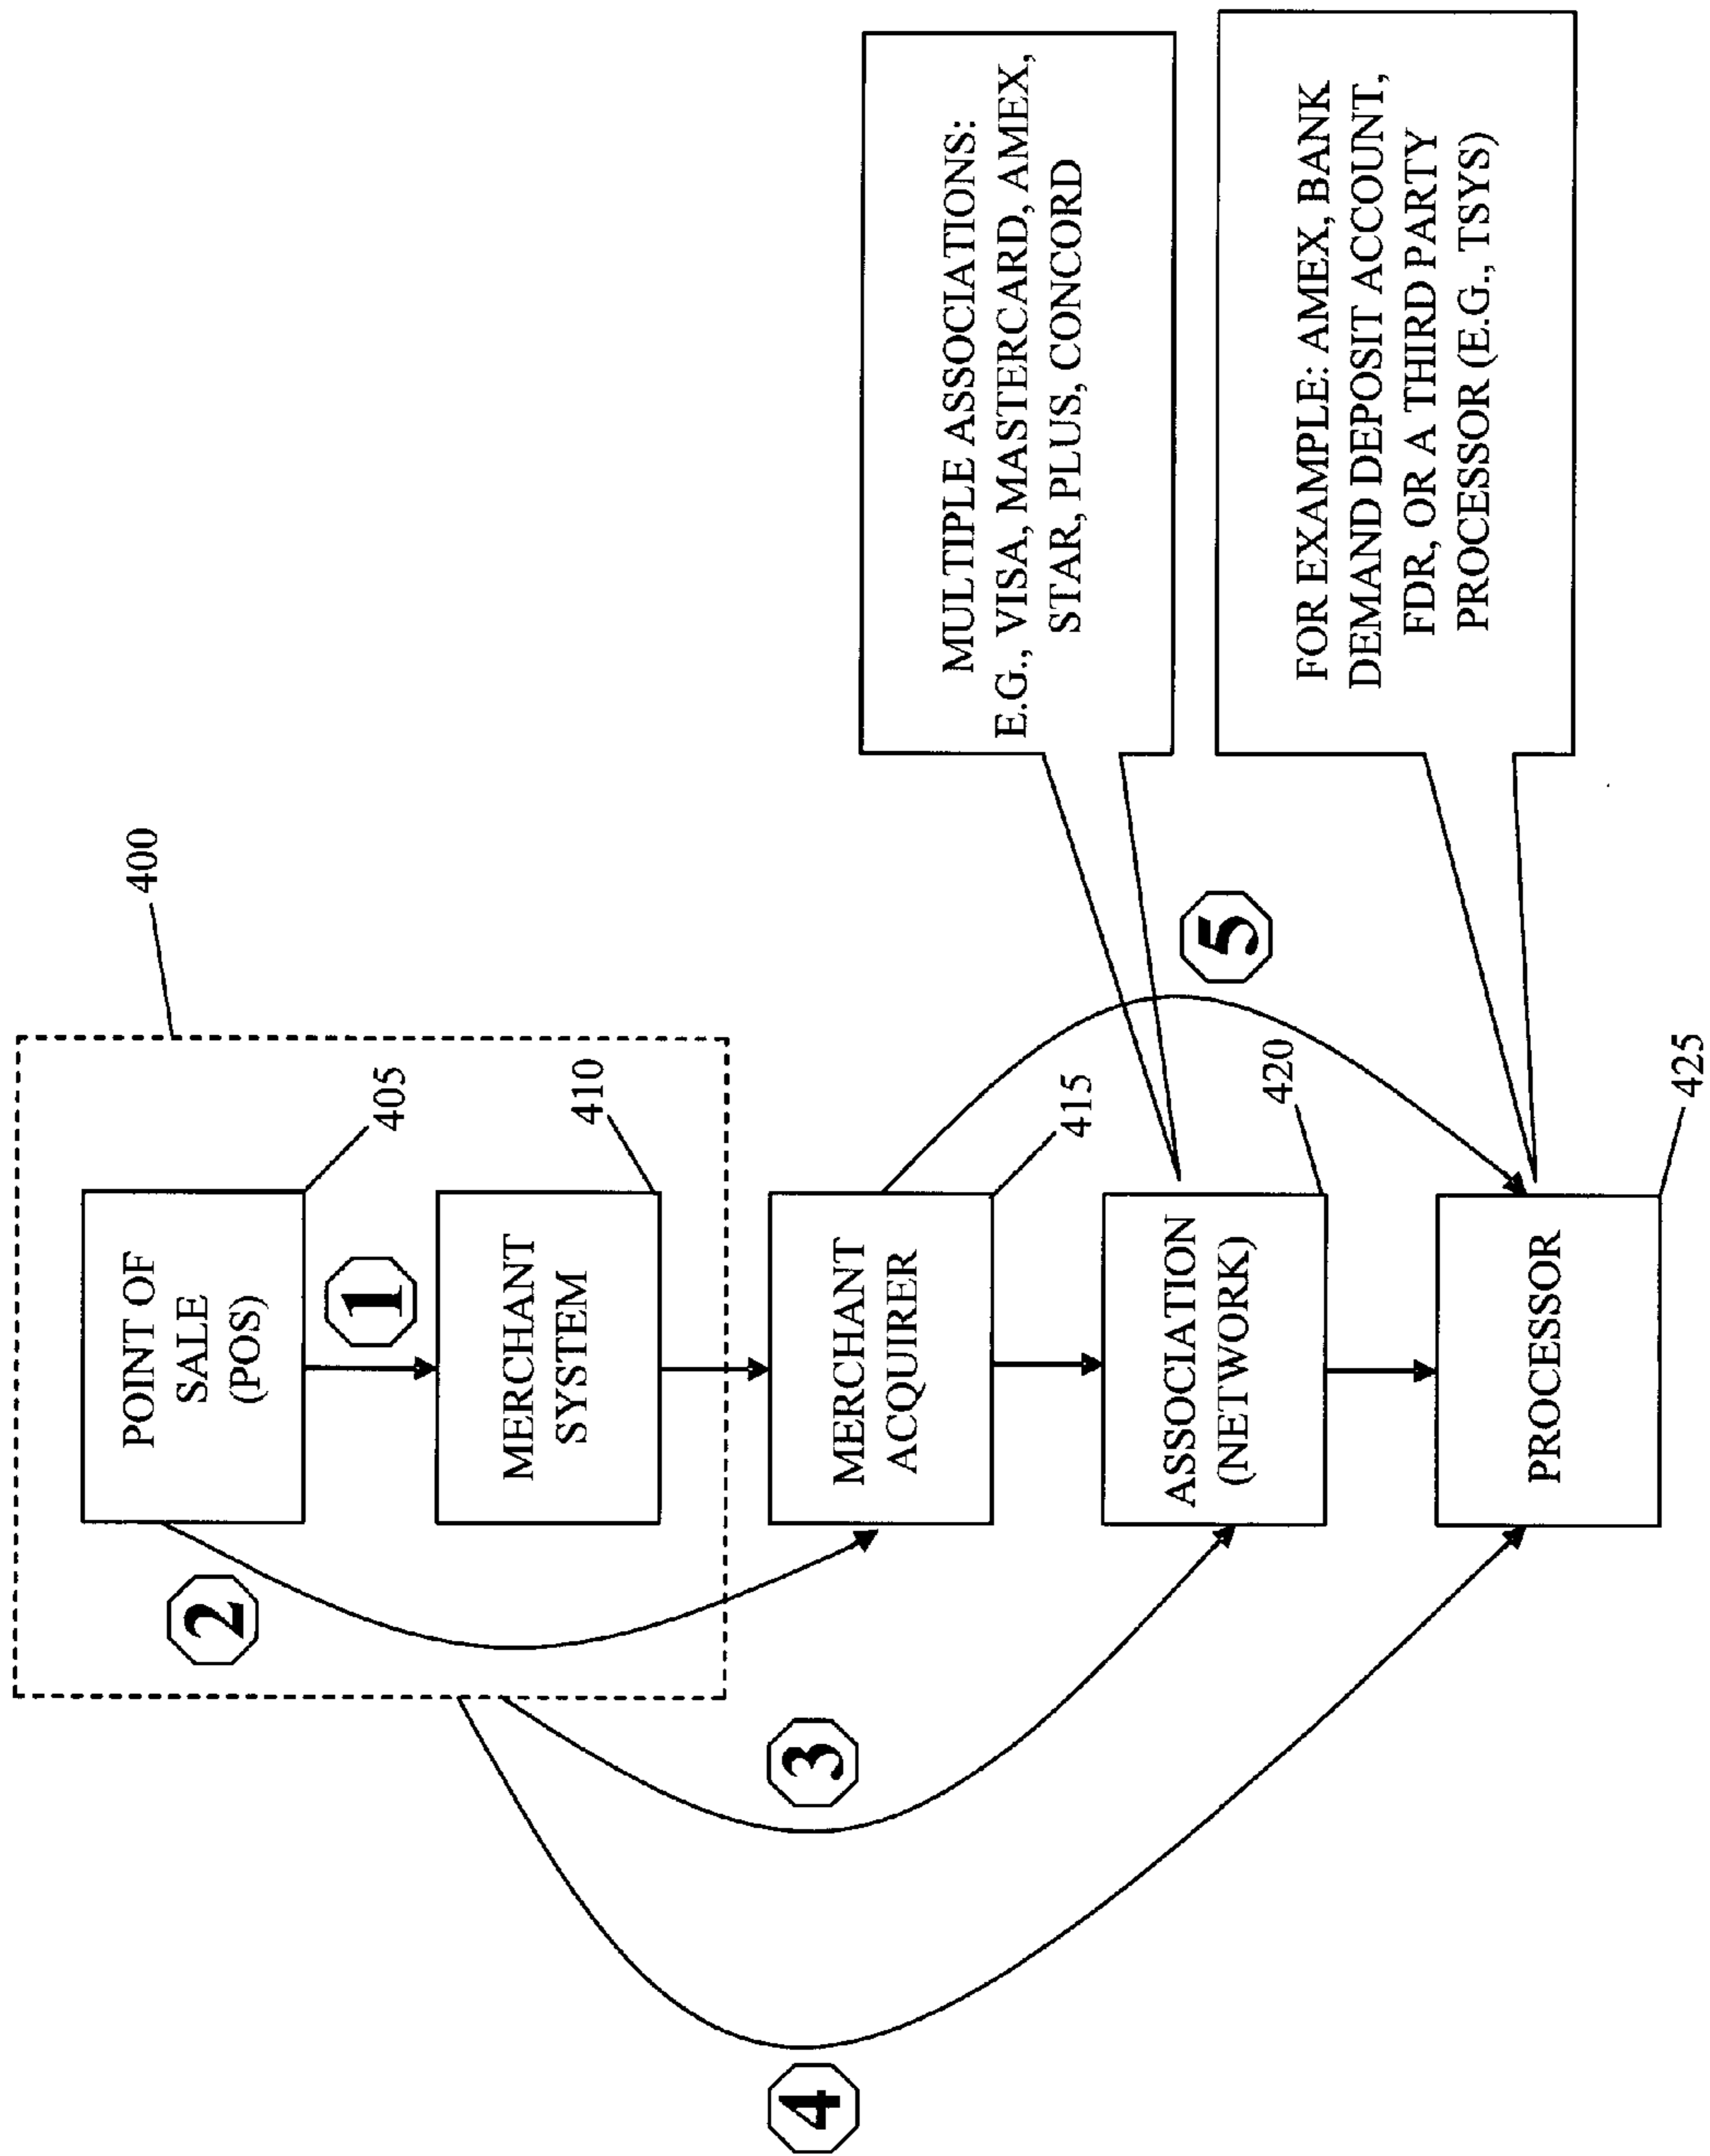 400
POINT OF
SALE
(POS)
405
1
2
MERCHANT
SYSTEM
410
MERCHANT
ACQUIRER
415
3
4
ASSOCIATION
(NETWORK)
420
5
PROCESSOR
425
MULTIPLE ASSOCIATIONS:
E.G., VISA, MASTERCARD, AMEX,
STAR, PLUS, CONCORD
FOR EXAMPLE: AMEX, BANK
DEMAND DEPOSIT ACCOUNT,
FDR, OR A THIRD PARTY
PROCESSOR (E.G., TSYS)